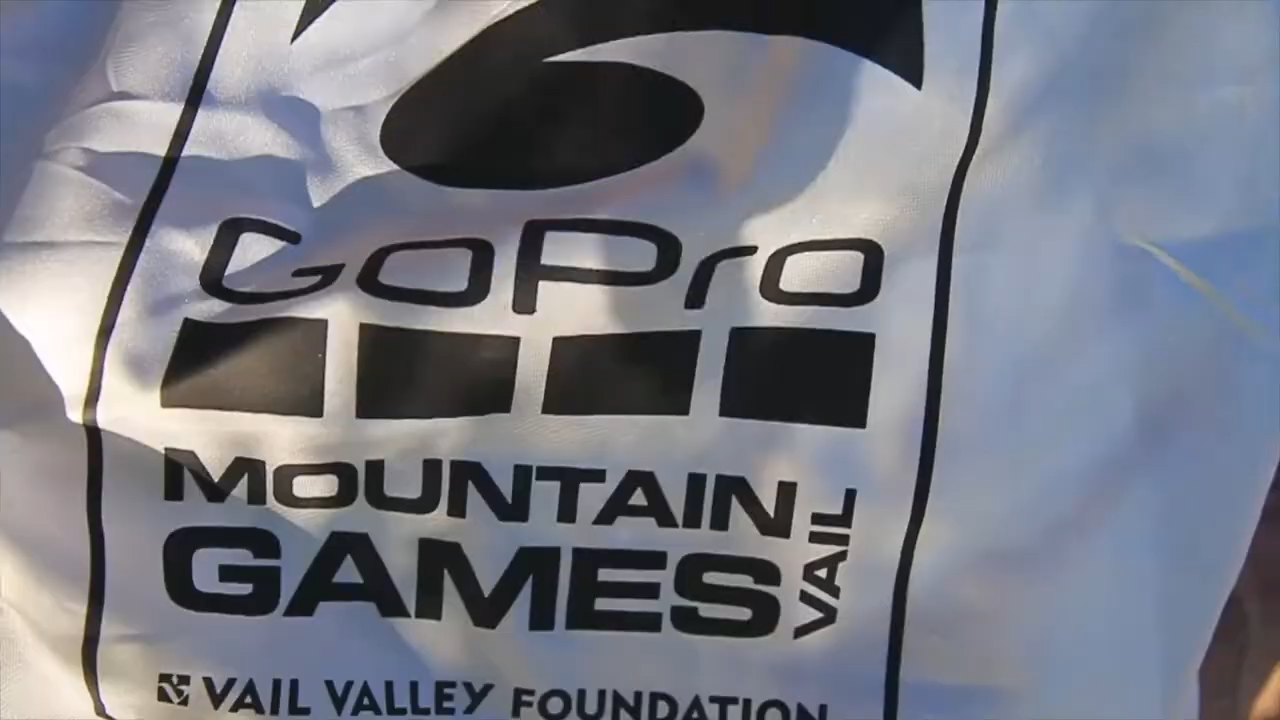 GoPro
MOUNTAIN
GAMES
VAIL
VAIL VALLEY FOUNDATION